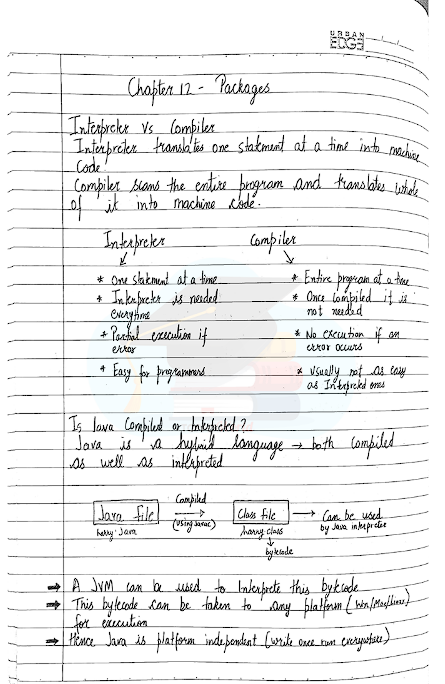 URBAN
EDGE
Chapter 12 - Packages
Interpreter vs Compiler
Interpreter translates one statement at a time into machine
code.
Compiler scans the entire program and translates whole
of it into machine code.
Interpreter Compiler
* One statement at a time * Entire program at a time
* Interpreter is needed * Once compiled it is
everytime not needed
* Partial execution if * No execution if an
error error occurs
* Easy for programmers * Usually not as easy
as Interpreted ones
Is Java Compiled or Interpreted?
Java is a hybrid language → both compiled
as well as interpreted
Compiled
Java file → Class file → Can be used
harry.java (using javac) harry.class by Java interpreter
bytecode
⇒ A JVM can be used to Interpret this bytecode
⇒ This bytecode can be taken to any platform (Win/Mac/Linux)
for execution
⇒ Hence Java is platform independent (write once run everywhere)